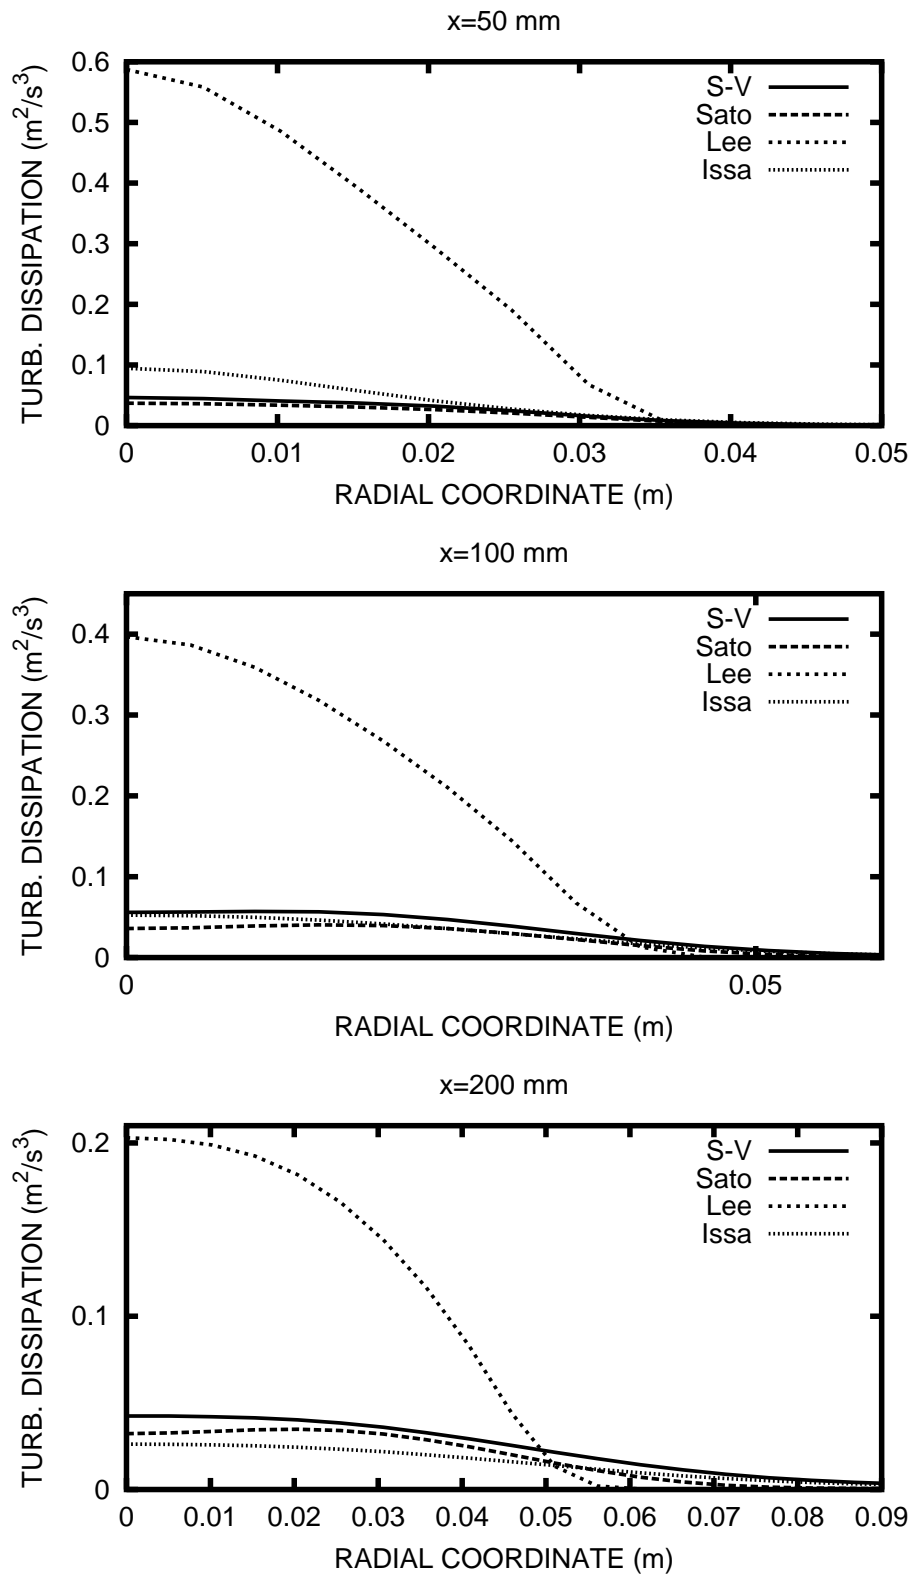 x=50 mm
TURB. DISSIPATION (m²/s³)
0.6
0.5
0.4
0.3
0.2
0.1
0
S-V
Sato
Lee
Issa
0 0.01 0.02 0.03 0.04 0.05
RADIAL COORDINATE (m)
x=100 mm
TURB. DISSIPATION (m²/s³)
0.4
0.3
0.2
0.1
0
S-V
Sato
Lee
Issa
0 0.05
RADIAL COORDINATE (m)
x=200 mm
TURB. DISSIPATION (m²/s³)
0.2
0.1
0
S-V
Sato
Lee
Issa
0 0.01 0.02 0.03 0.04 0.05 0.06 0.07 0.08 0.09
RADIAL COORDINATE (m)